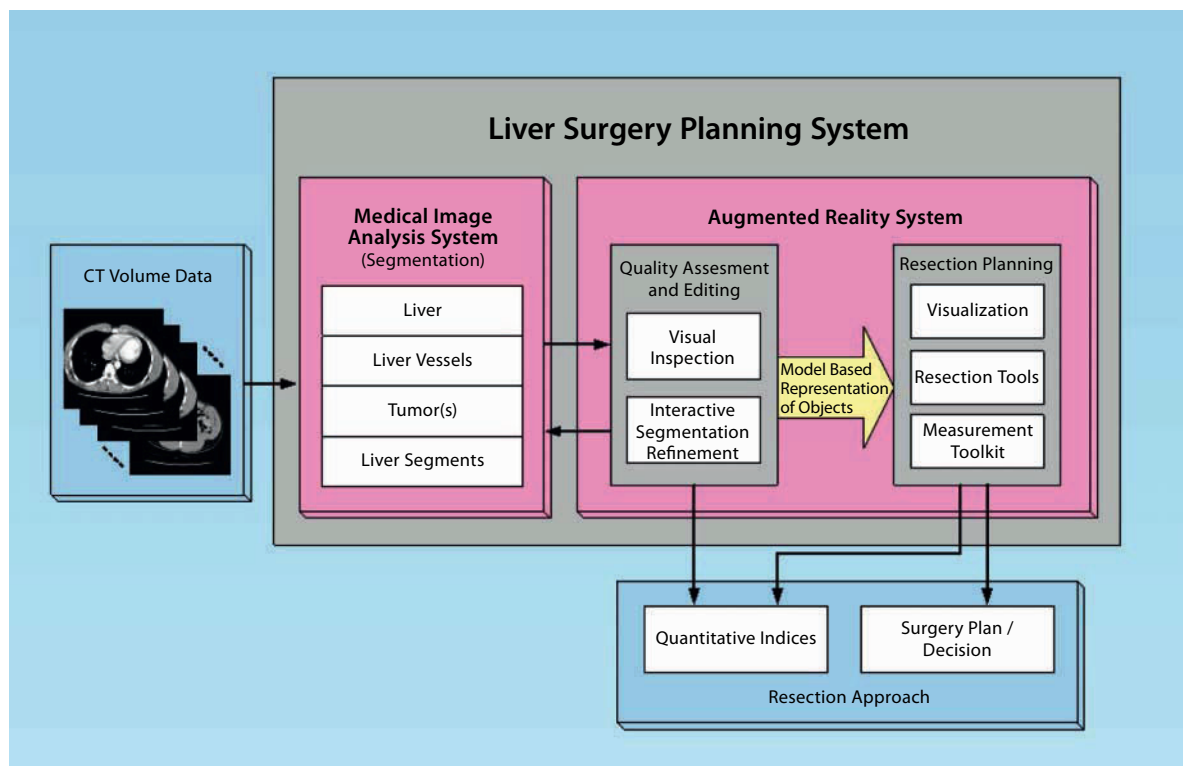 Liver Surgery Planning System
CT Volume Data
Medical Image
Analysis System
(Segmentation)
Liver
Liver Vessels
Tumor(s)
Liver Segments
Augmented Reality System
Quality Assesment
and Editing
Visual
Inspection
Interactive
Segmentation
Refinement
Model Based
Representation
of Objects
Resection Planning
Visualization
Resection Tools
Measurement
Toolkit
Quantitative Indices
Surgery Plan /
Decision
Resection Approach